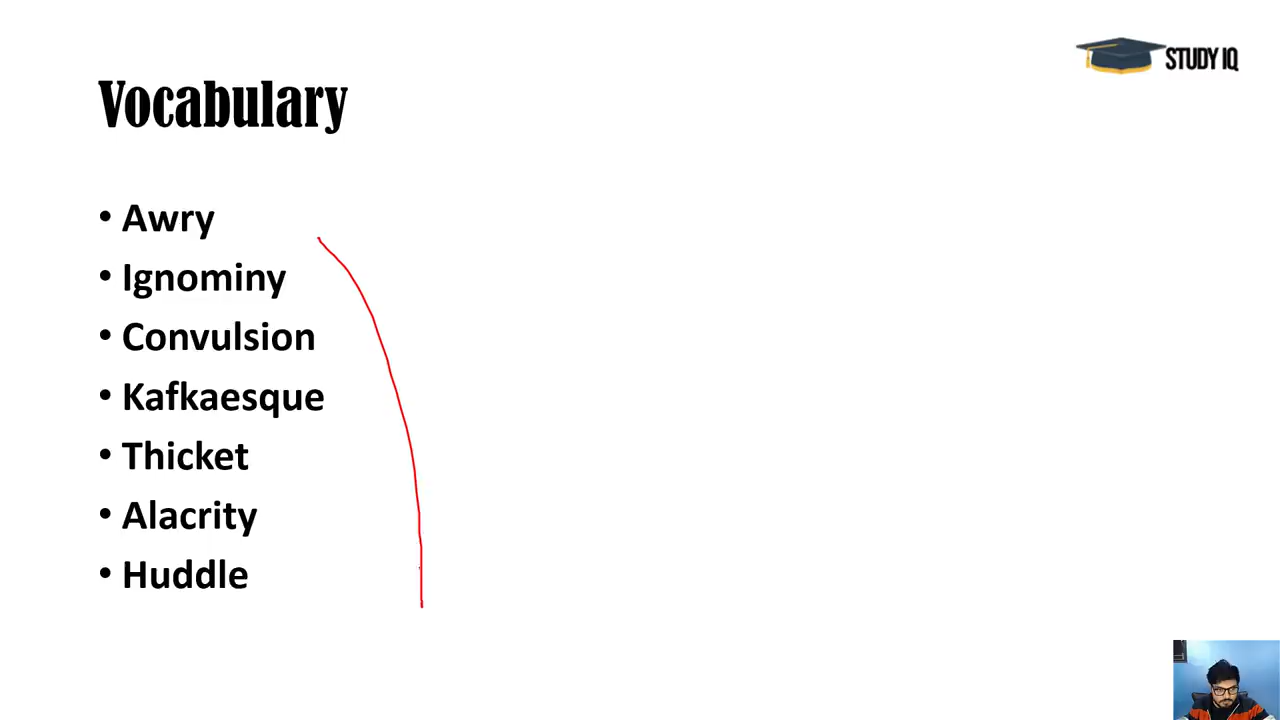 STUDY IQ
Vocabulary
• Awry
• Ignominy
• Convulsion
• Kafkaesque
• Thicket
• Alacrity
• Huddle